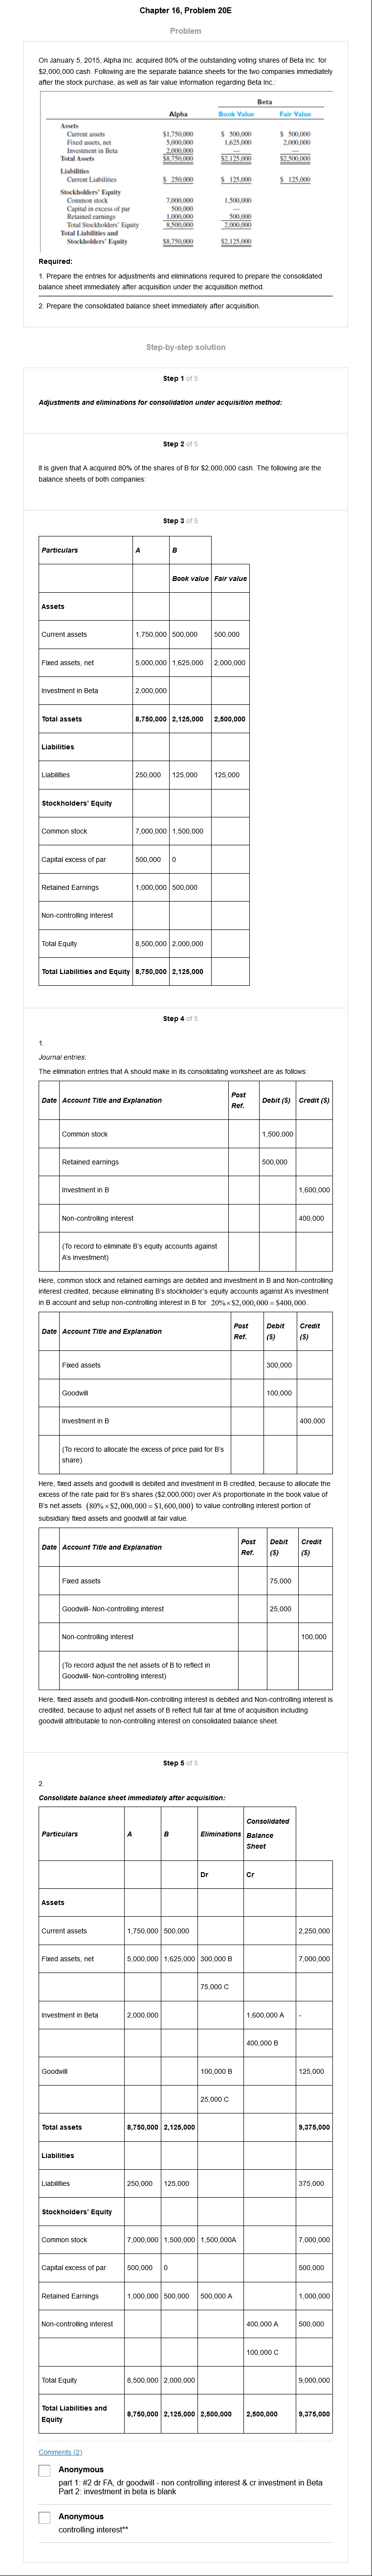 Chapter 16, Problem 20E
Problem
On January 5, 2015, Alpha Inc. acquired 80% of the outstanding voting shares of Beta Inc. for
$2,000,000 cash. Following are the separate balance sheets for the two companies immediately
after the stock purchase, as well as fair value information regarding Beta Inc.:
Beta
Alpha Book Value Fair Value
Assets
Current assets $1,750,000 $ 500,000 $ 500,000
Fixed assets, net 5,000,000 1,625,000 2,000,000
Investment in Beta 2,000,000 — —
Total Assets $8,750,000 $2,125,000 $2,500,000
Liabilities
Current Liabilities $ 250,000 $ 125,000 $ 125,000
Stockholders' Equity
Common stock 7,000,000 1,500,000
Capital in excess of par 500,000 —
Retained earnings 1,000,000 500,000
Total Stockholders' Equity 8,500,000 2,000,000
Total Liabilities and
Stockholders' Equity $8,750,000 $2,125,000
Required:
1. Prepare the entries for adjustments and eliminations required to prepare the consolidated
balance sheet immediately after acquisition under the acquisition method.
2. Prepare the consolidated balance sheet immediately after acquisition.
Step-by-step solution
Step 1 of 5
Adjustments and eliminations for consolidation under acquisition method:
Step 2 of 5
It is given that A acquired 80% of the shares of B for $2,000,000 cash. The following are the
balance sheets of both companies:
Step 3 of 5
Particulars A B
Book value Fair value
Assets
Current assets 1,750,000 500,000 500,000
Fixed assets, net 5,000,000 1,625,000 2,000,000
Investment in Beta 2,000,000
Total assets 8,750,000 2,125,000 2,500,000
Liabilities
Liabilities 250,000 125,000 125,000
Stockholders' Equity
Common stock 7,000,000 1,500,000
Capital excess of par 500,000 0
Retained Earnings 1,000,000 500,000
Non-controlling interest
Total Equity 8,500,000 2,000,000
Total Liabilities and Equity 8,750,000 2,125,000
Step 4 of 5
1.
Journal entries:
The elimination entries that A should make in its consolidating worksheet are as follows:
Date Account Title and Explanation Post Ref. Debit ($) Credit ($)
Common stock 1,500,000
Retained earnings 500,000
Investment in B 1,600,000
Non-controlling interest 400,000
(To record to eliminate B's equity accounts against
A's investment)
Here, common stock and retained earnings are debited and investment in B and Non-controlling
interest credited, because eliminating B's stockholder's equity accounts against A's investment
in B account and setup non-controlling interest in B for 20%×$2,000,000 = $400,000.
Date Account Title and Explanation Post Ref. Debit ($) Credit ($)
Fixed assets 300,000
Goodwill 100,000
Investment in B 400,000
(To record to allocate the excess of price paid for B's
share)
Here, fixed assets and goodwill is debited and investment in B credited, because to allocate the
excess of the rate paid for B's shares ($2,000,000) over A's proportionate in the book value of
B's net assets (80%×$2,000,000 = $1,600,000) to value controlling interest portion of
subsidiary fixed assets and goodwill at fair value.
Date Account Title and Explanation Post Ref. Debit ($) Credit ($)
Fixed assets 75,000
Goodwill- Non-controlling interest 25,000
Non-controlling interest 100,000
(To record adjust the net assets of B to reflect in
Goodwill- Non-controlling interest)
Here, fixed assets and goodwill-Non-controlling interest is debited and Non-controlling interest is
credited, because to adjust net assets of B reflect full fair at time of acquisition including
goodwill attributable to non-controlling interest on consolidated balance sheet.
Step 5 of 5
2.
Consolidate balance sheet immediately after acquisition:
Particulars A B Eliminations Consolidated Balance Sheet
Dr Cr
Assets
Current assets 1,750,000 500,000 2,250,000
Fixed assets, net 5,000,000 1,625,000 300,000 B 7,000,000
75,000 C
Investment in Beta 2,000,000 1,600,000 A -
400,000 B
Goodwill 100,000 B 125,000
25,000 C
Total assets 8,750,000 2,125,000 9,375,000
Liabilities
Liabilities 250,000 125,000 375,000
Stockholders' Equity
Common stock 7,000,000 1,500,000 1,500,000A 7,000,000
Capital excess of par 500,000 0 500,000
Retained Earnings 1,000,000 500,000 500,000 A 1,000,000
Non-controlling interest 400,000 A 500,000
100,000 C
Total Equity 8,500,000 2,000,000 9,000,000
Total Liabilities and
Equity 8,750,000 2,125,000 2,500,000 2,500,000 9,375,000
Comments (2)
Anonymous
part 1: #2 dr FA, dr goodwill - non controlling interest & cr investment in Beta
Part 2: investment in beta is blank
Anonymous
controlling interest**